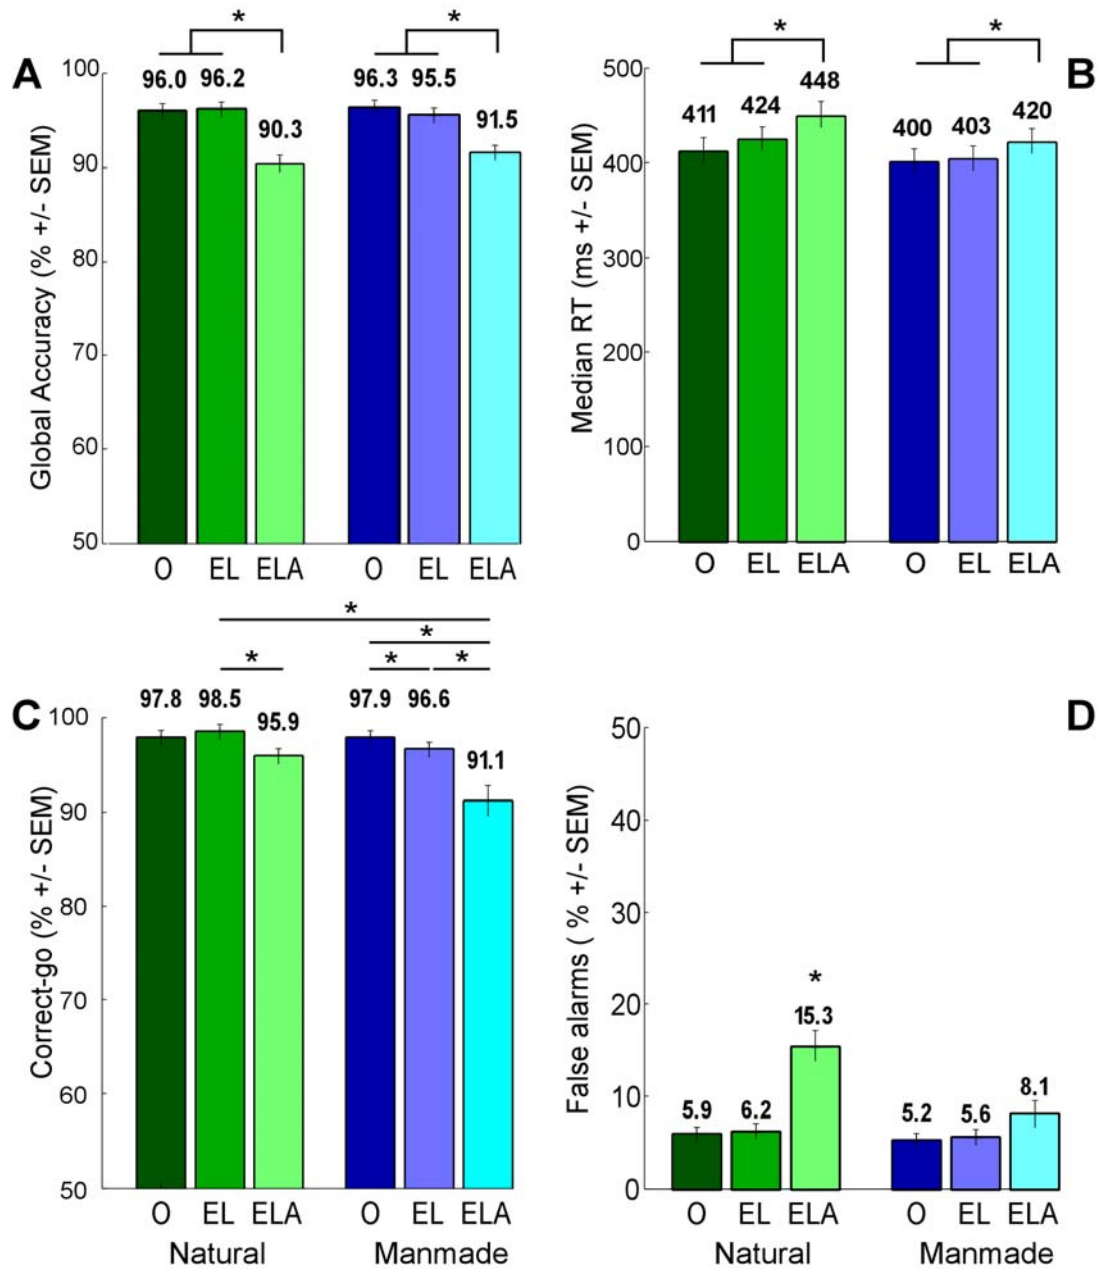 * *
A
100
96.0 96.2
90.3
96.3 95.5
91.5
90
80
70
60
50
Global Accuracy (% +/- SEM)
O EL ELA
O EL ELA
* *
B
500
411 424 448
400 403 420
400
300
200
100
0
Median RT (ms +/- SEM)
O EL ELA
O EL ELA
*
*
* * *
C
100
97.8 98.5
95.9
97.9 96.6
91.1
90
80
70
60
50
Correct-go (% +/- SEM)
O EL ELA
O EL ELA
Natural Manmade
D
50
40
30
20
10
0
False alarms ( % +/- SEM)
*
15.3
5.9 6.2
5.2 5.6 8.1
O EL ELA
O EL ELA
Natural Manmade